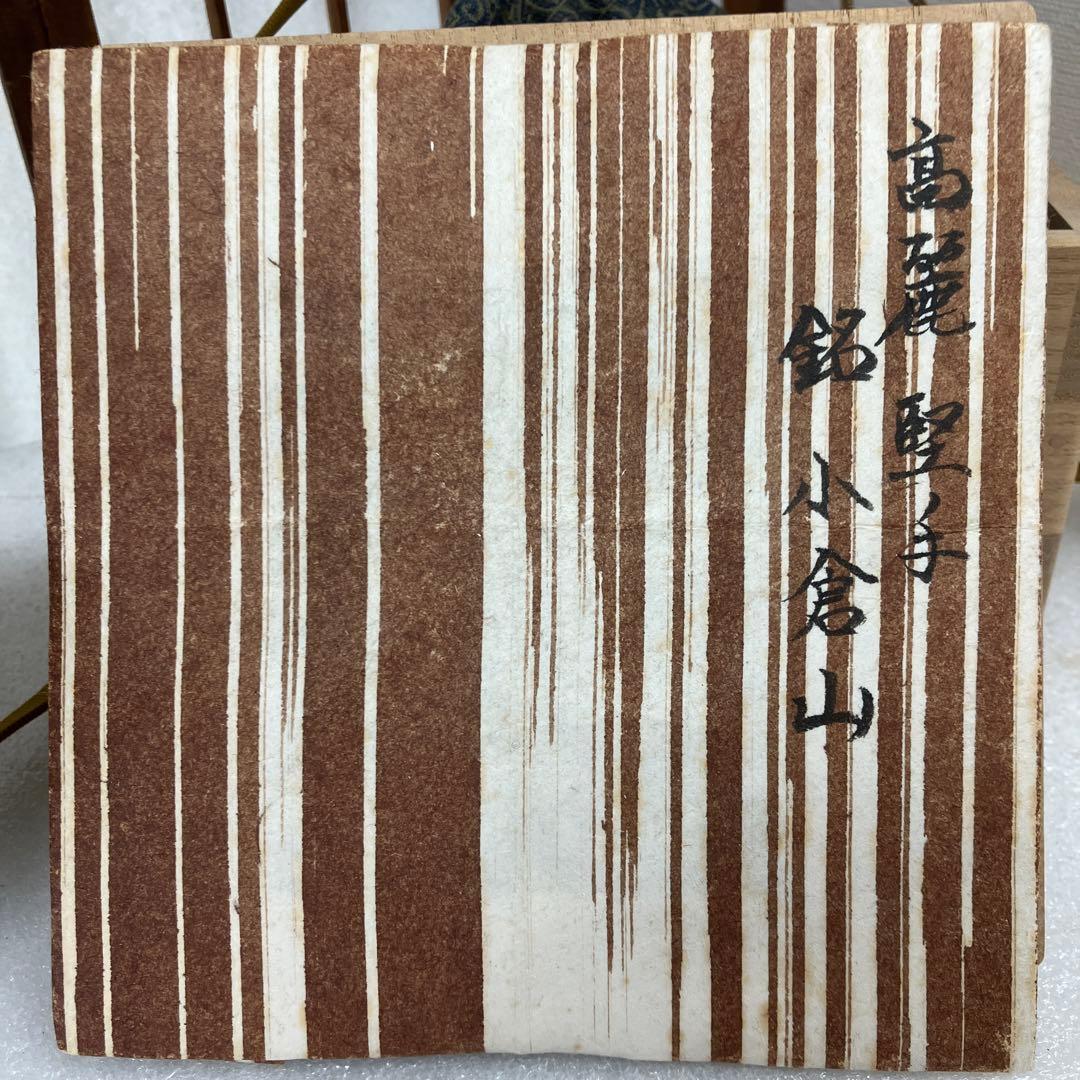 高麗 堅手
銘 小倉山